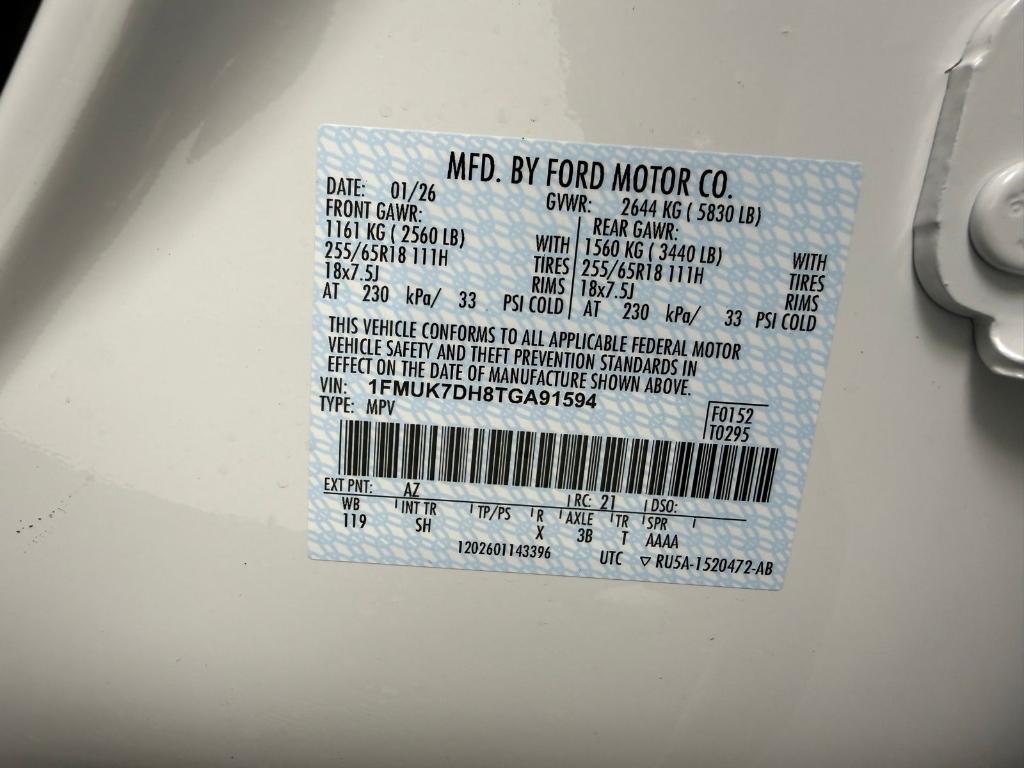 MFD. BY FORD MOTOR CO.
DATE: 01/26 GVWR: 2644 KG ( 5830 LB)
FRONT GAWR: REAR GAWR:
1161 KG ( 2560 LB) WITH 1560 KG ( 3440 LB) WITH
255/65R18 111H TIRES 255/65R18 111H TIRES
18x7.5J RIMS 18x7.5J RIMS
AT 230 kPa/ 33 PSI COLD AT 230 kPa/ 33 PSI COLD
THIS VEHICLE CONFORMS TO ALL APPLICABLE FEDERAL MOTOR
VEHICLE SAFETY AND THEFT PREVENTION STANDARDS IN
EFFECT ON THE DATE OF MANUFACTURE SHOWN ABOVE.
VIN: 1FMUK7DH8TGA91594
TYPE: MPV
F0152
T0295
EXT PNT: AZ RC: 21 DSO:
WB INT TR TP/PS R AXLE TR SPR
119 SH X 3B T AAAA
1202601143396 UTC ▽ RU5A-1520472-AB